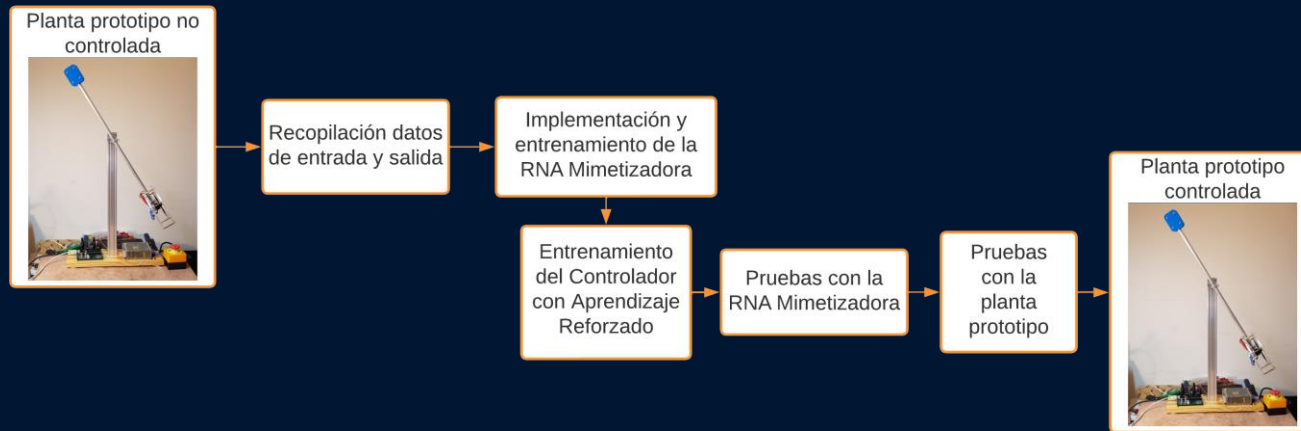 Planta prototipo no
controlada
Recopilación datos
de entrada y salida
Implementación y
entrenamiento de la
RNA Mimetizadora
Entrenamiento
del Controlador
con Aprendizaje
Reforzado
Pruebas con la
RNA Mimetizadora
Pruebas
con la
planta
prototipo
Planta prototipo
controlada